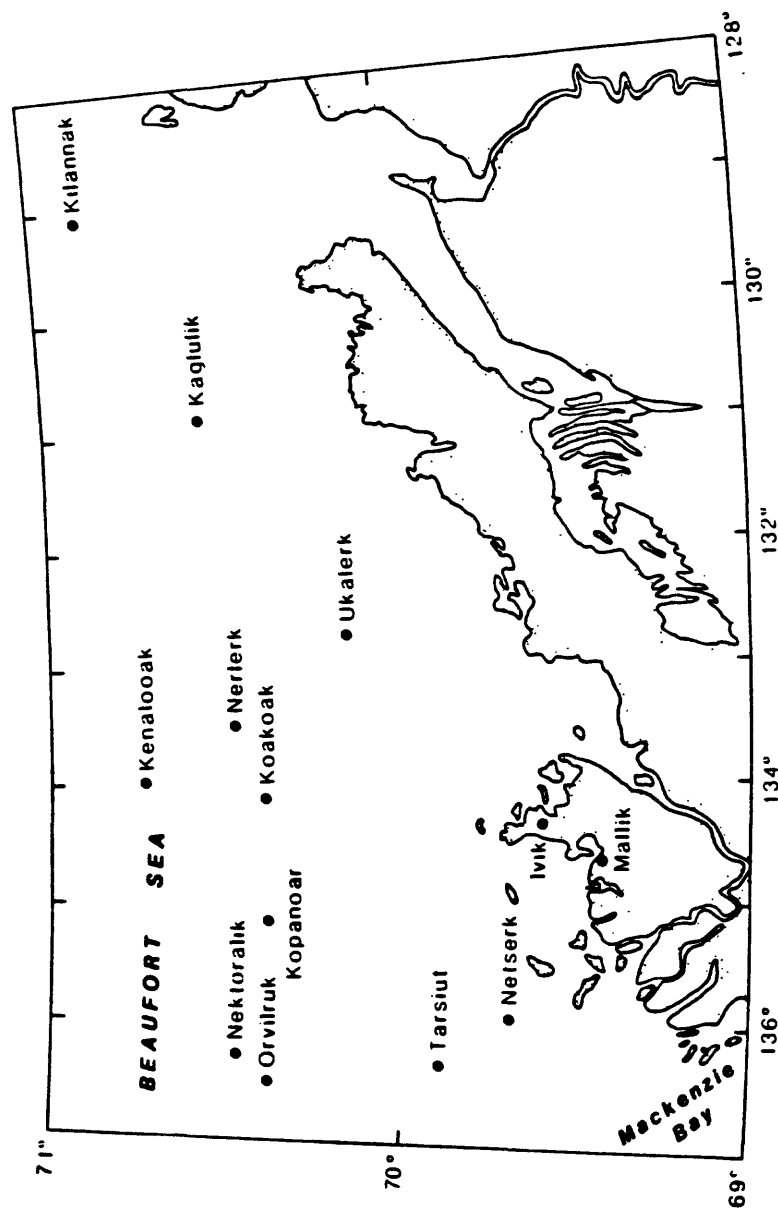 71°
70°
69°
136°
134°
132°
130°
128°
BEAUFORT SEA
Kilannak
Kaglulik
Kenalooak
Nerlerk
Koakoak
Ukalerk
Nektoralik
Orvilruk
Kopanoar
Tarsiut
Netserk
Ivik
Mallik
Mackenzie
Bay